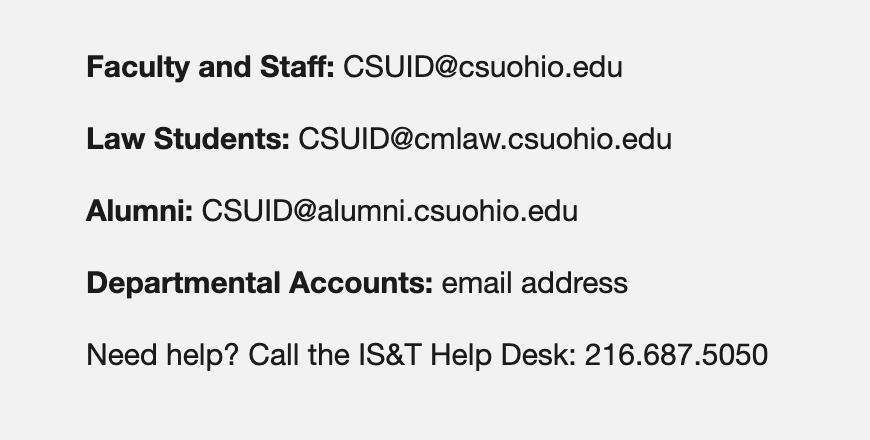 Faculty and Staff: CSUID@csuohio.edu
Law Students: CSUID@cmlaw.csuohio.edu
Alumni: CSUID@alumni.csuohio.edu
Departmental Accounts: email address
Need help? Call the IS&T Help Desk: 216.687.5050